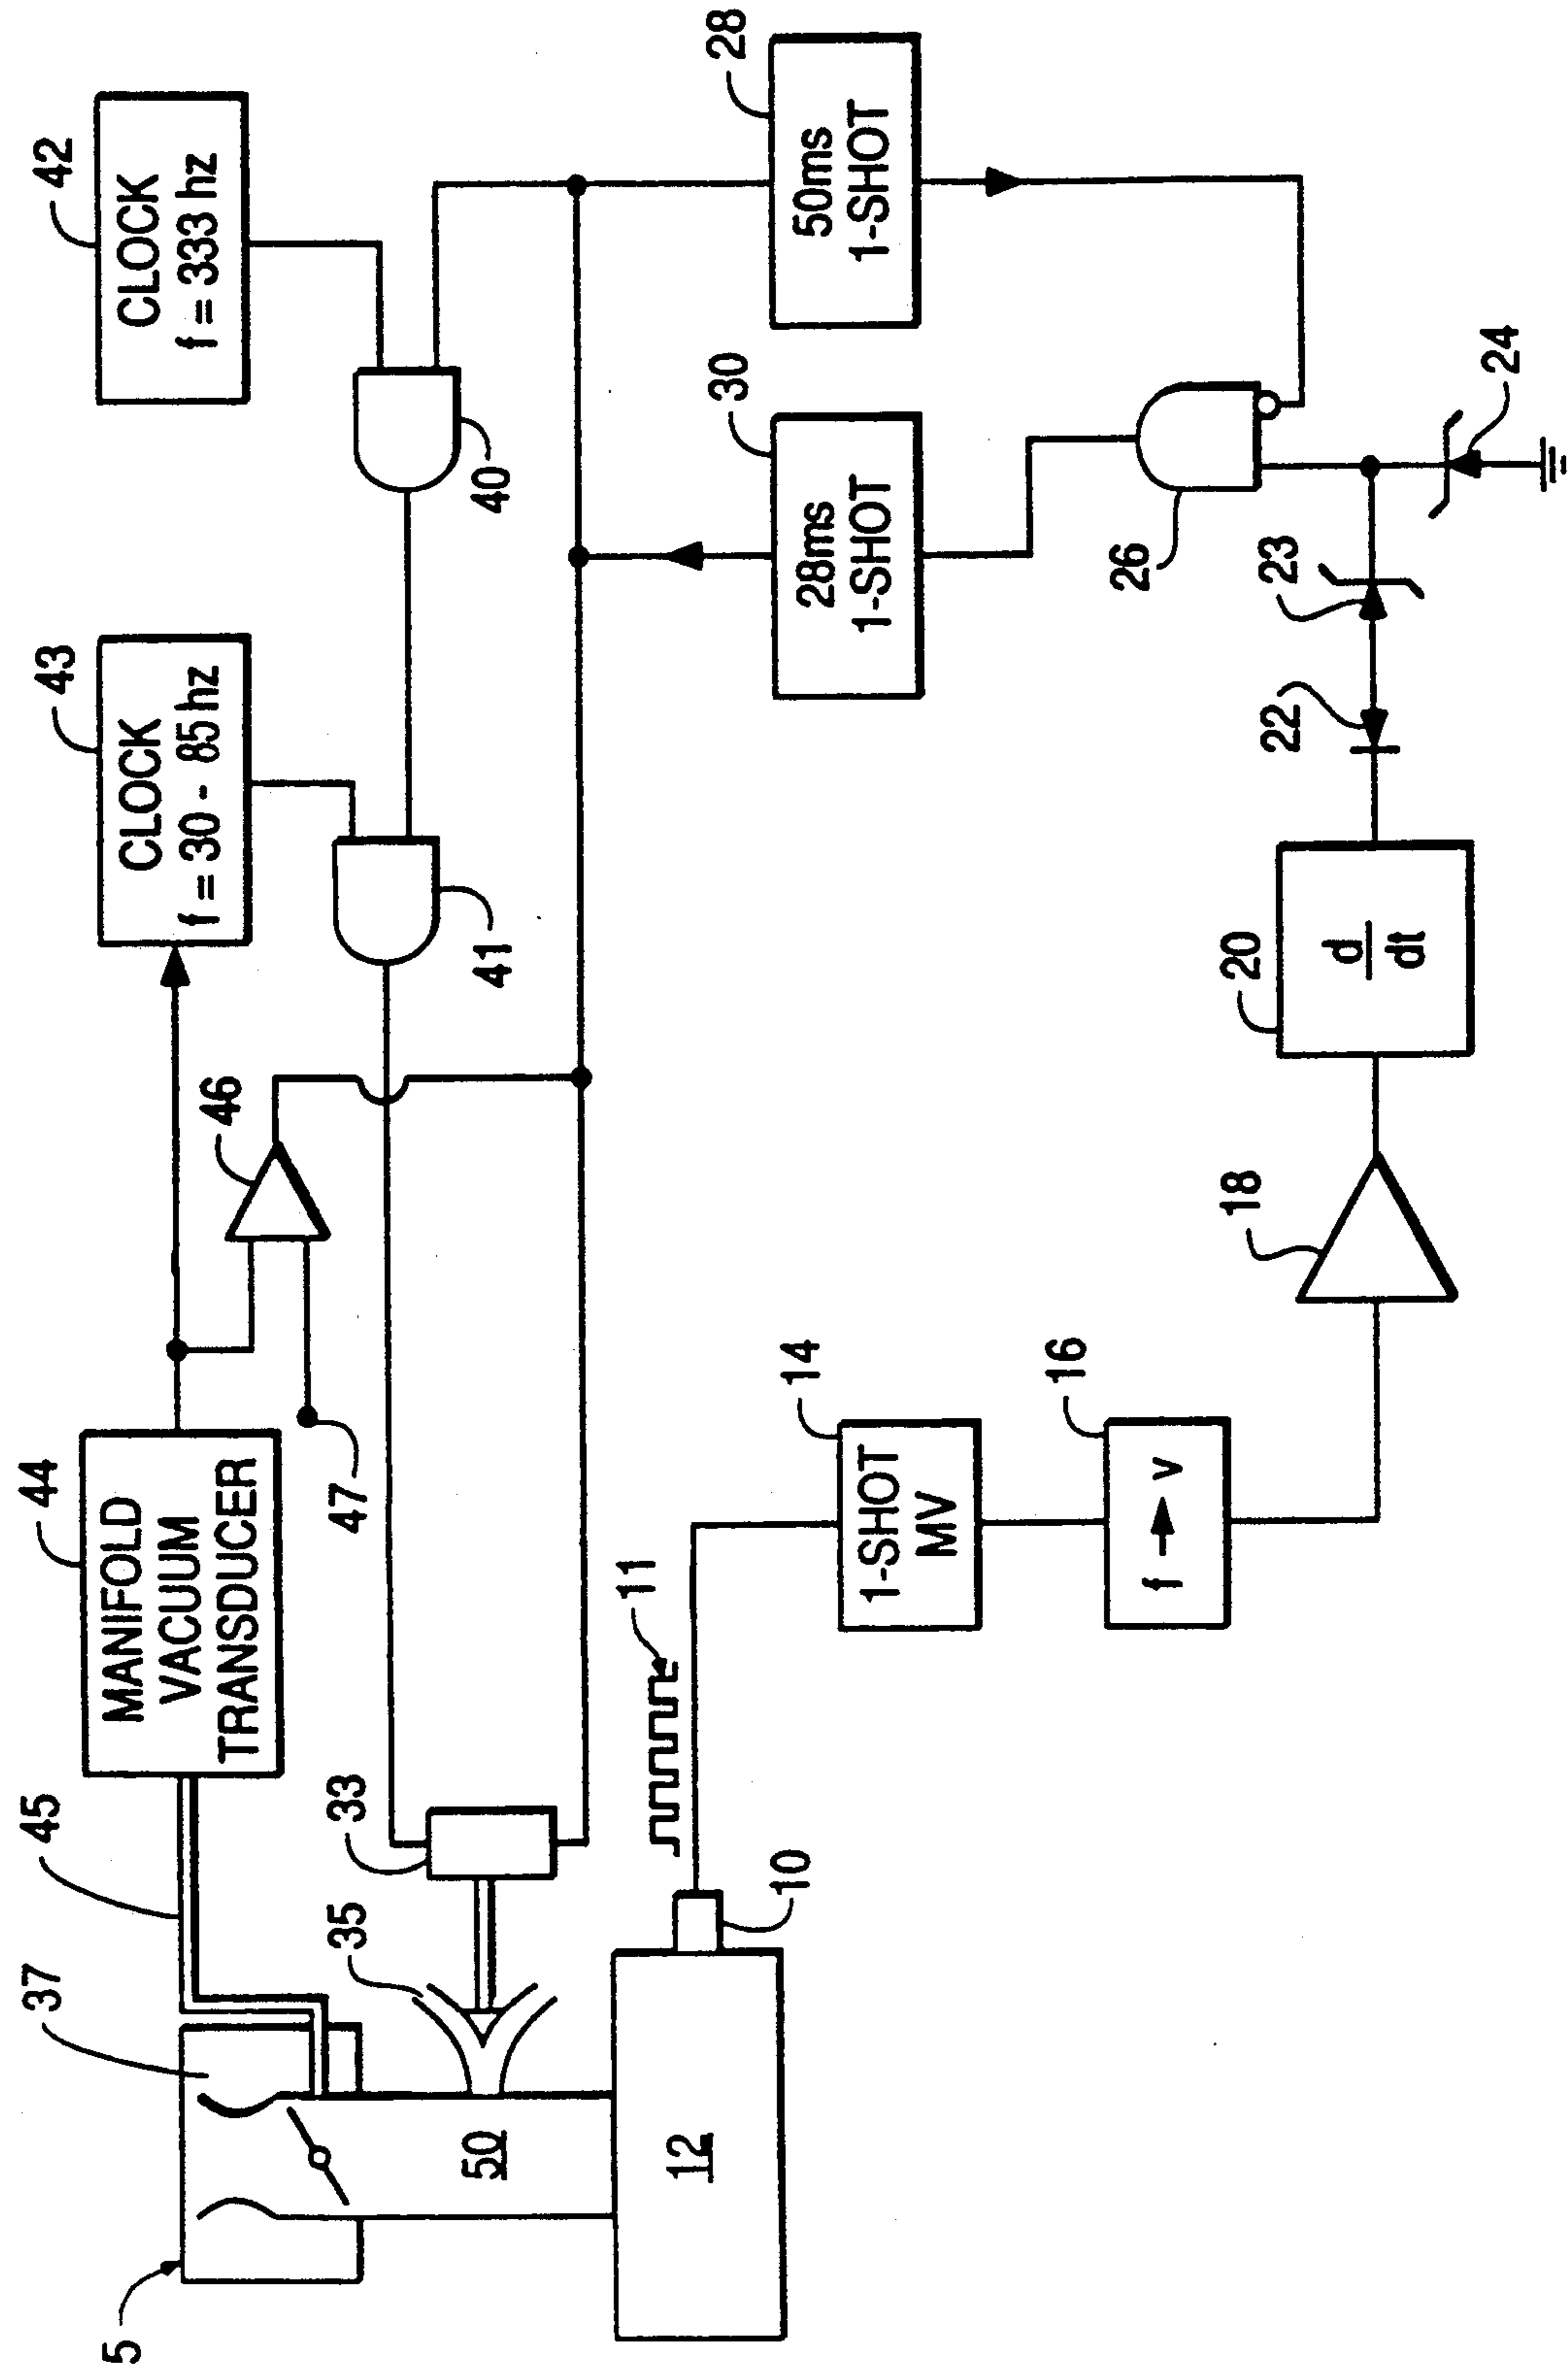 5
37
45
44
MANIFOLD
VACUUM
TRANSDUCER
47
46
43
CLOCK
f = 30 - 85 hz
42
CLOCK
f = 333 hz
41
40
35
33
50
12
10
11
14
1-SHOT
MV
16
f → v
18
20
d
dt
22
23
24
26
30
28ms
1-SHOT
28
50ms
1-SHOT